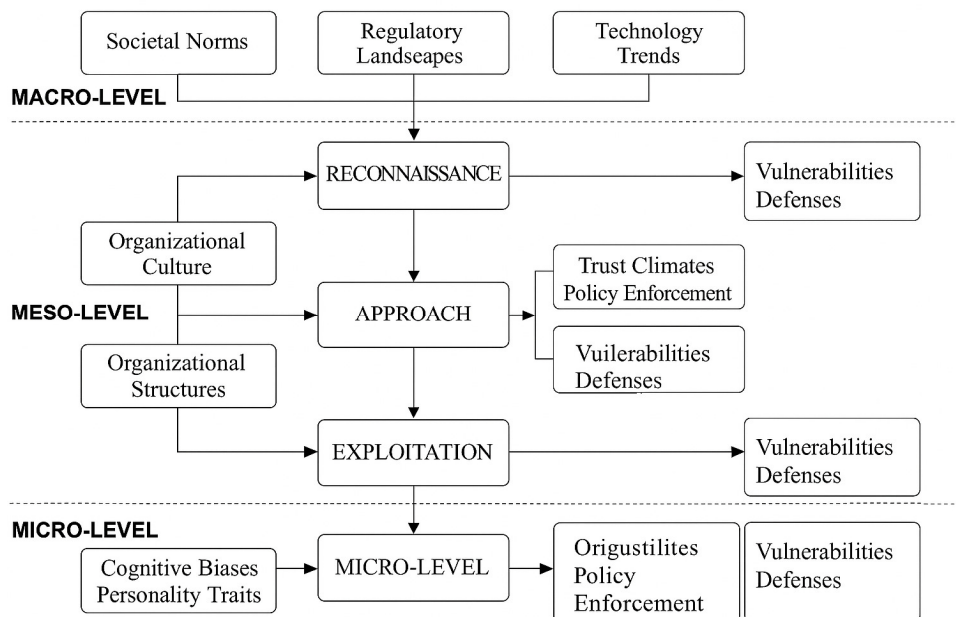 Societal Norms
Regulatory
Landseapes
Technology
Trends
MACRO-LEVEL
RECONNAISSANCE
Vulnerabilities
Defenses
Organizational
Culture
Trust Climates
Policy Enforcement
MESO-LEVEL
APPROACH
Organizational
Structures
Vuilerabilities
Defenses
EXPLOITATION
Vulnerabilities
Defenses
MICRO-LEVEL
Cognitive Biases
Personality Traits
MICRO-LEVEL
Origustilites
Policy
Enforcement
Vulnerabilities
Defenses